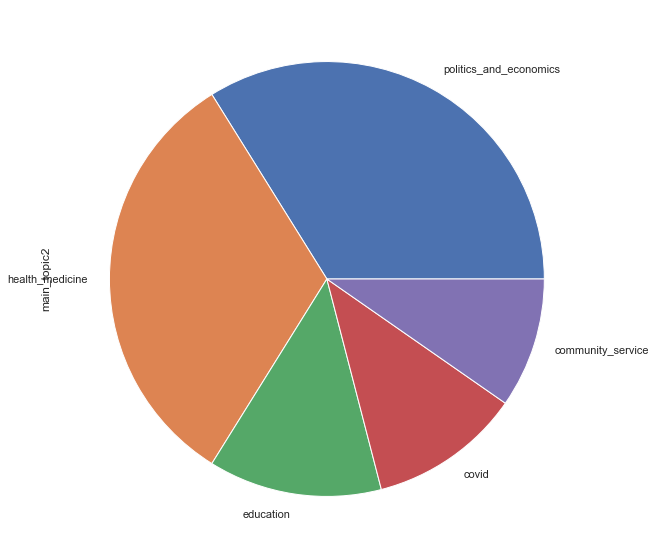 politics_and_economics
main_topic2
health_medicine
community_service
covid
education